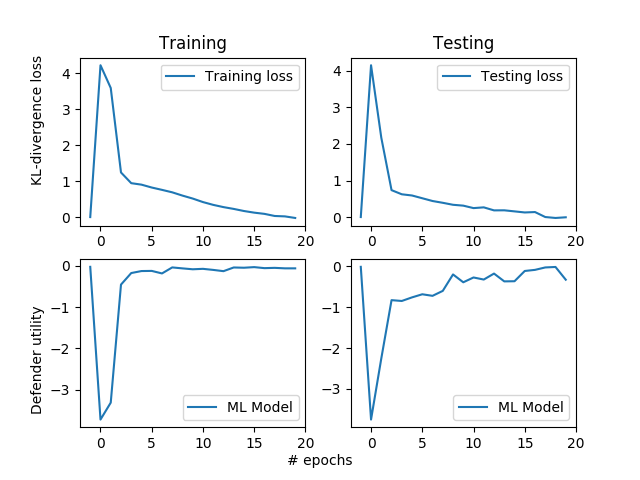 Training
Testing
KL-divergence loss
4
3
2
1
0
Training loss
0 5 10 15 20
4
3
2
1
0
Testing loss
0 5 10 15 20
Defender utility
0
−1
−2
−3
ML Model
0 5 10 15 20
0
−1
−2
−3
ML Model
0 5 10 15 20
# epochs